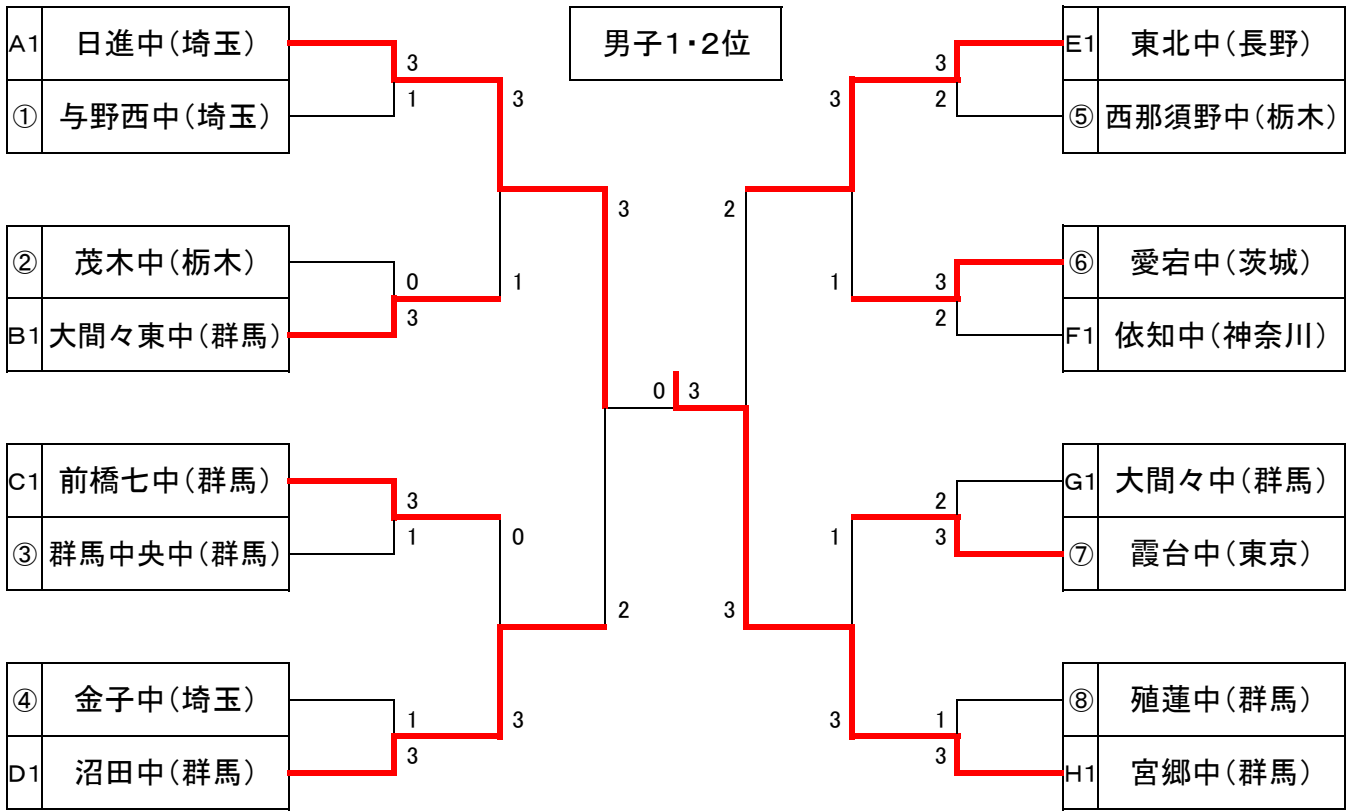 男子1・2位
A1 日進中(埼玉)
3
1
① 与野西中(埼玉)
3
3
② 茂木中(栃木)
0
3
1
B1 大間々東中(群馬)
C1 前橋七中(群馬)
3
1
0
③ 群馬中央中(群馬)
2
④ 金子中(埼玉)
1
3
3
D1 沼田中(群馬)
0 3
E1 東北中(長野)
3
2
3
⑤ 西那須野中(栃木)
2
⑥ 愛宕中(茨城)
3
2
1
F1 依知中(神奈川)
G1 大間々中(群馬)
2
3
1
⑦ 霞台中(東京)
3
⑧ 殖蓮中(群馬)
1
3
3
H1 宮郷中(群馬)